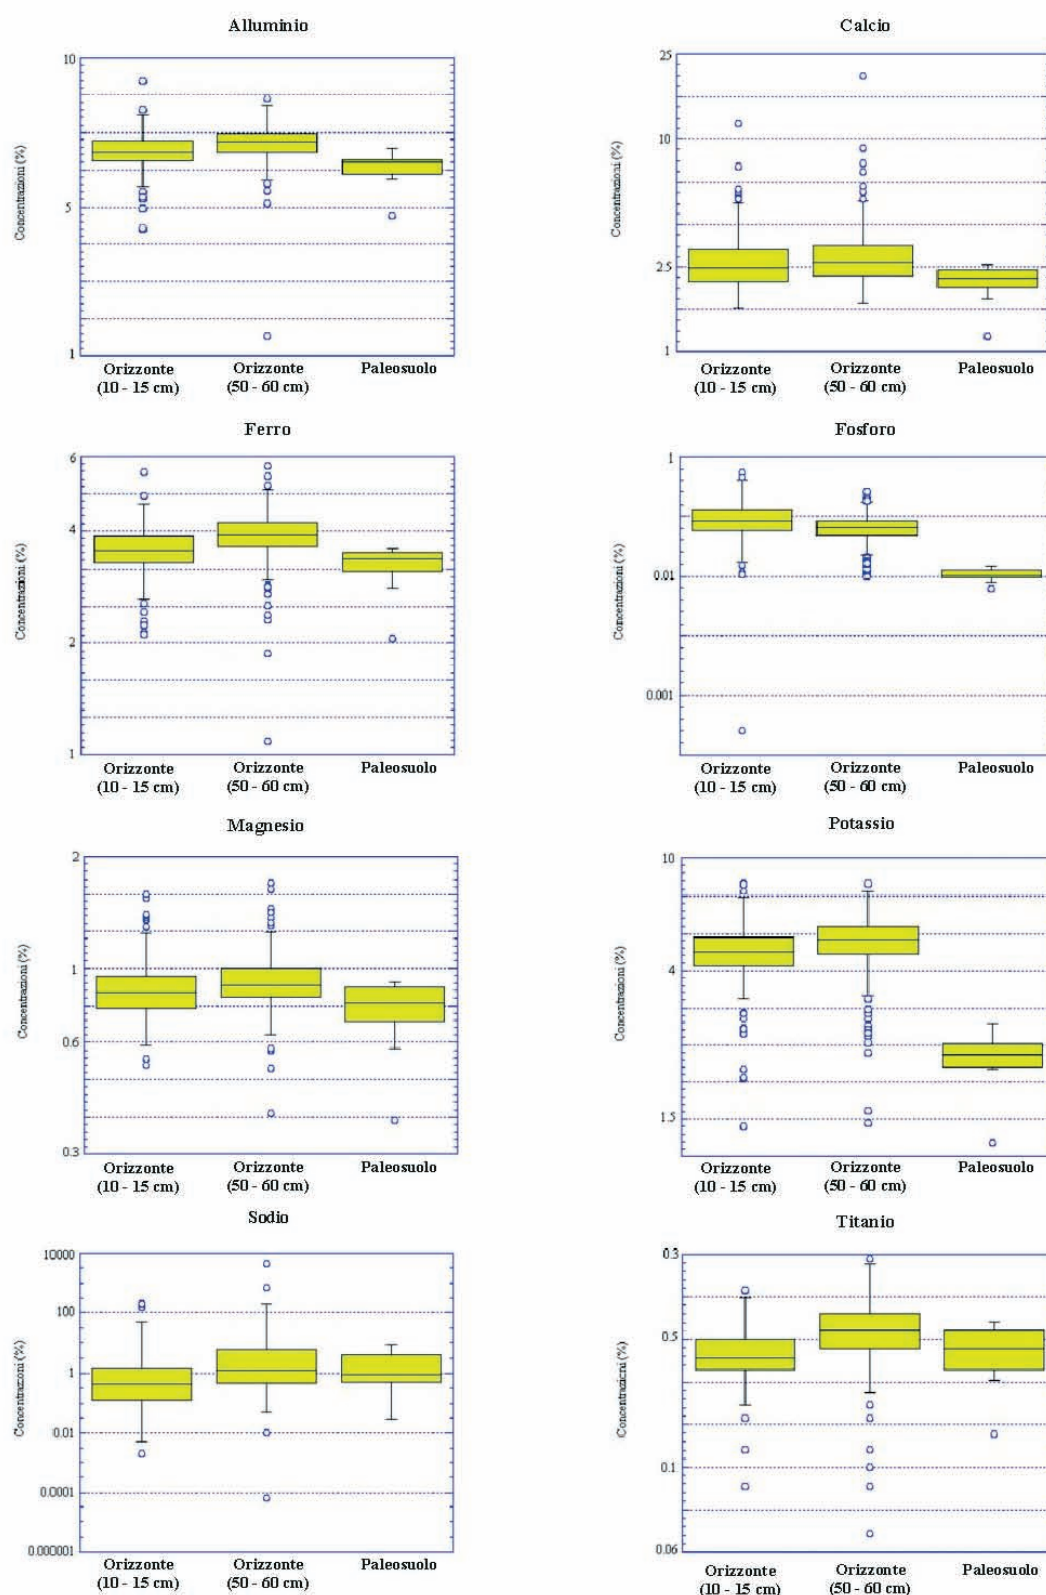 Alluminio
Concentrazioni (%)
10
5
1
Orizzonte
(10 - 15 cm)
Orizzonte
(50 - 60 cm)
Paleosuolo
Calcio
Concentrazioni (%)
25
10
2.5
1
Orizzonte
(10 - 15 cm)
Orizzonte
(50 - 60 cm)
Paleosuolo
Ferro
Concentrazioni (%)
6
4
2
1
Orizzonte
(10 - 15 cm)
Orizzonte
(50 - 60 cm)
Paleosuolo
Fosforo
Concentrazioni (%)
1
0.01
0.001
Orizzonte
(10 - 15 cm)
Orizzonte
(50 - 60 cm)
Paleosuolo
Magnesio
Concentrazioni (%)
2
1
0.6
0.3
Orizzonte
(10 - 15 cm)
Orizzonte
(50 - 60 cm)
Paleosuolo
Potassio
Concentrazioni (%)
10
4
1.5
Orizzonte
(10 - 15 cm)
Orizzonte
(50 - 60 cm)
Paleosuolo
Sodio
Concentrazioni (%)
10000
100
1
0.01
0.0001
0.000001
Orizzonte
(10 - 15 cm)
Orizzonte
(50 - 60 cm)
Paleosuolo
Titanio
Concentrazioni (%)
0.3
0.5
0.1
0.06
Orizzonte
(10 - 15 cm)
Orizzonte
(50 - 60 cm)
Paleosuolo